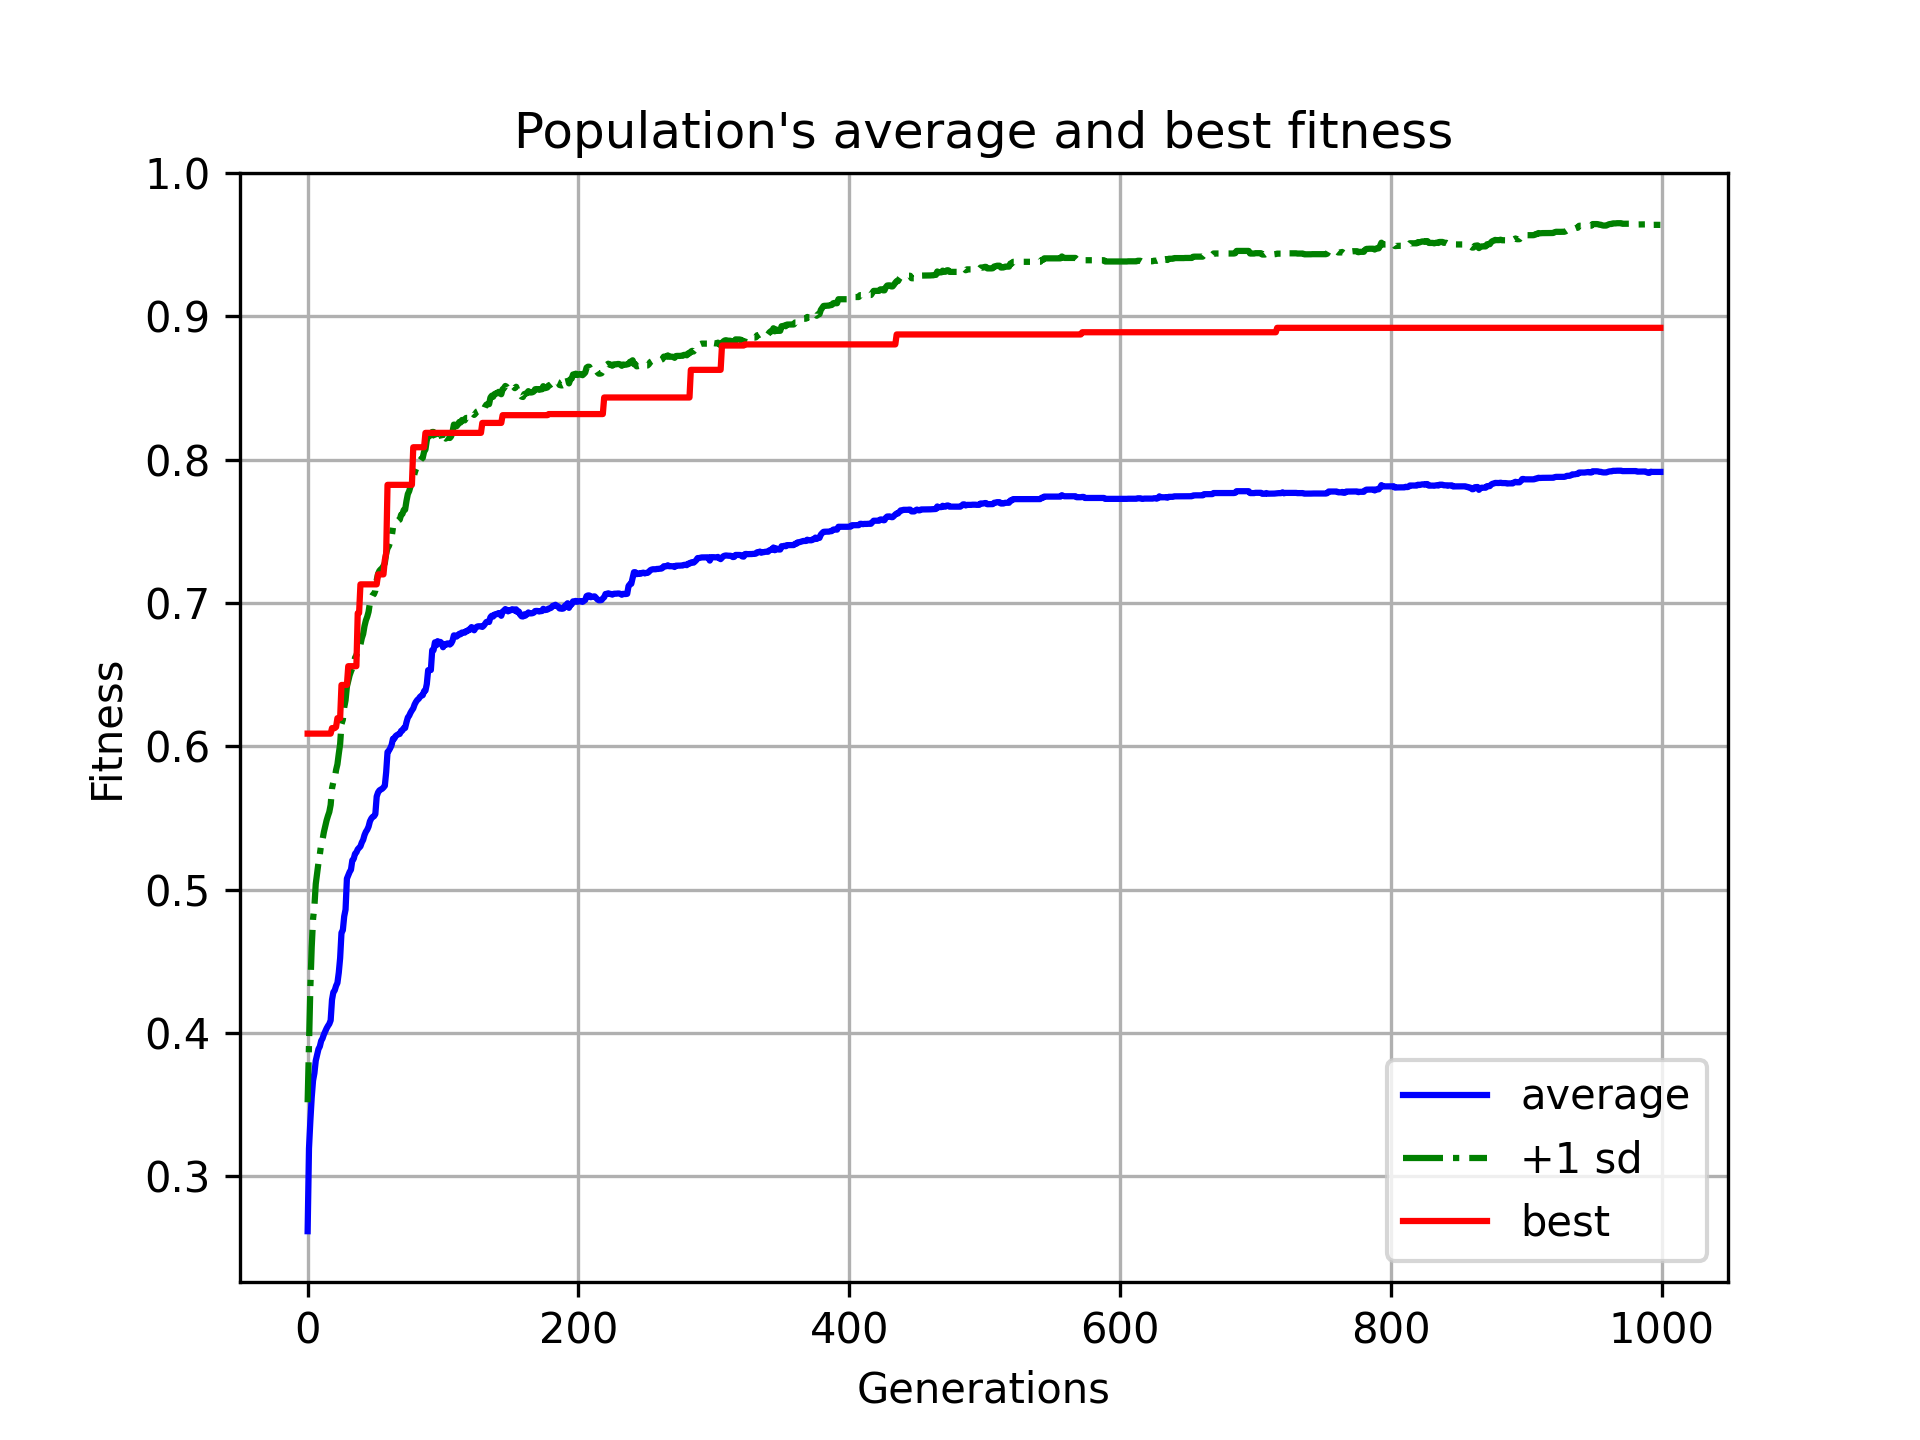 Population's average and best fitness
1.0
0.9
0.8
0.7
0.6
0.5
0.4
0.3
Fitness
average
+1 sd
best
0 200 400 600 800 1000
Generations